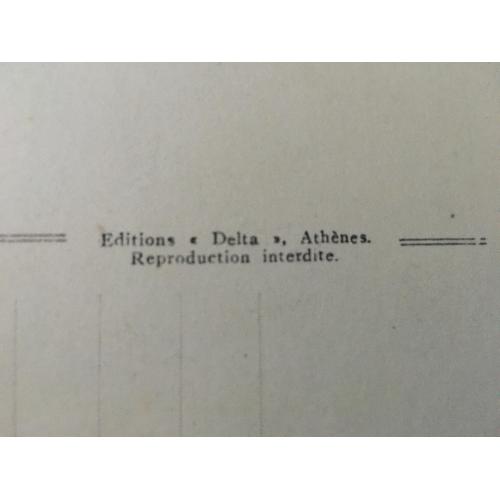 Editions « Delta », Athènes.
Reproduction interdite.